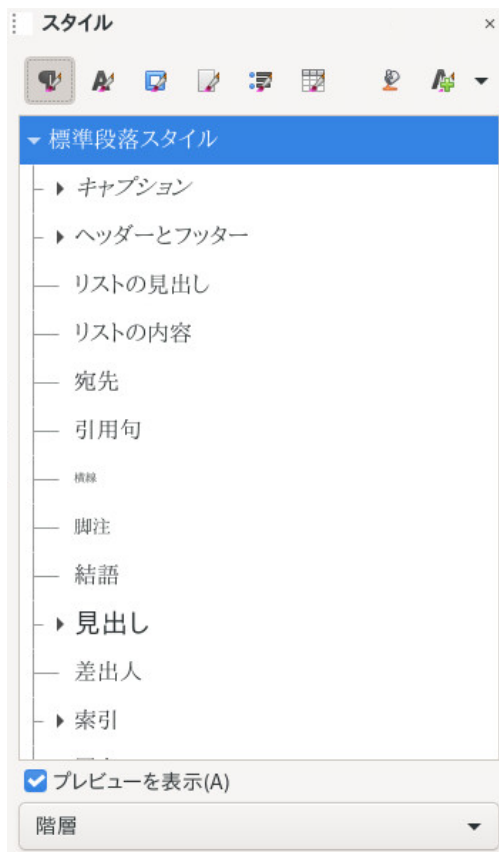 スタイル
標準段落スタイル
キャプション
ヘッダーとフッター
リストの見出し
リストの内容
宛先
引用句
横線
脚注
結語
見出し
差出人
索引
プレビューを表示(A)
階層